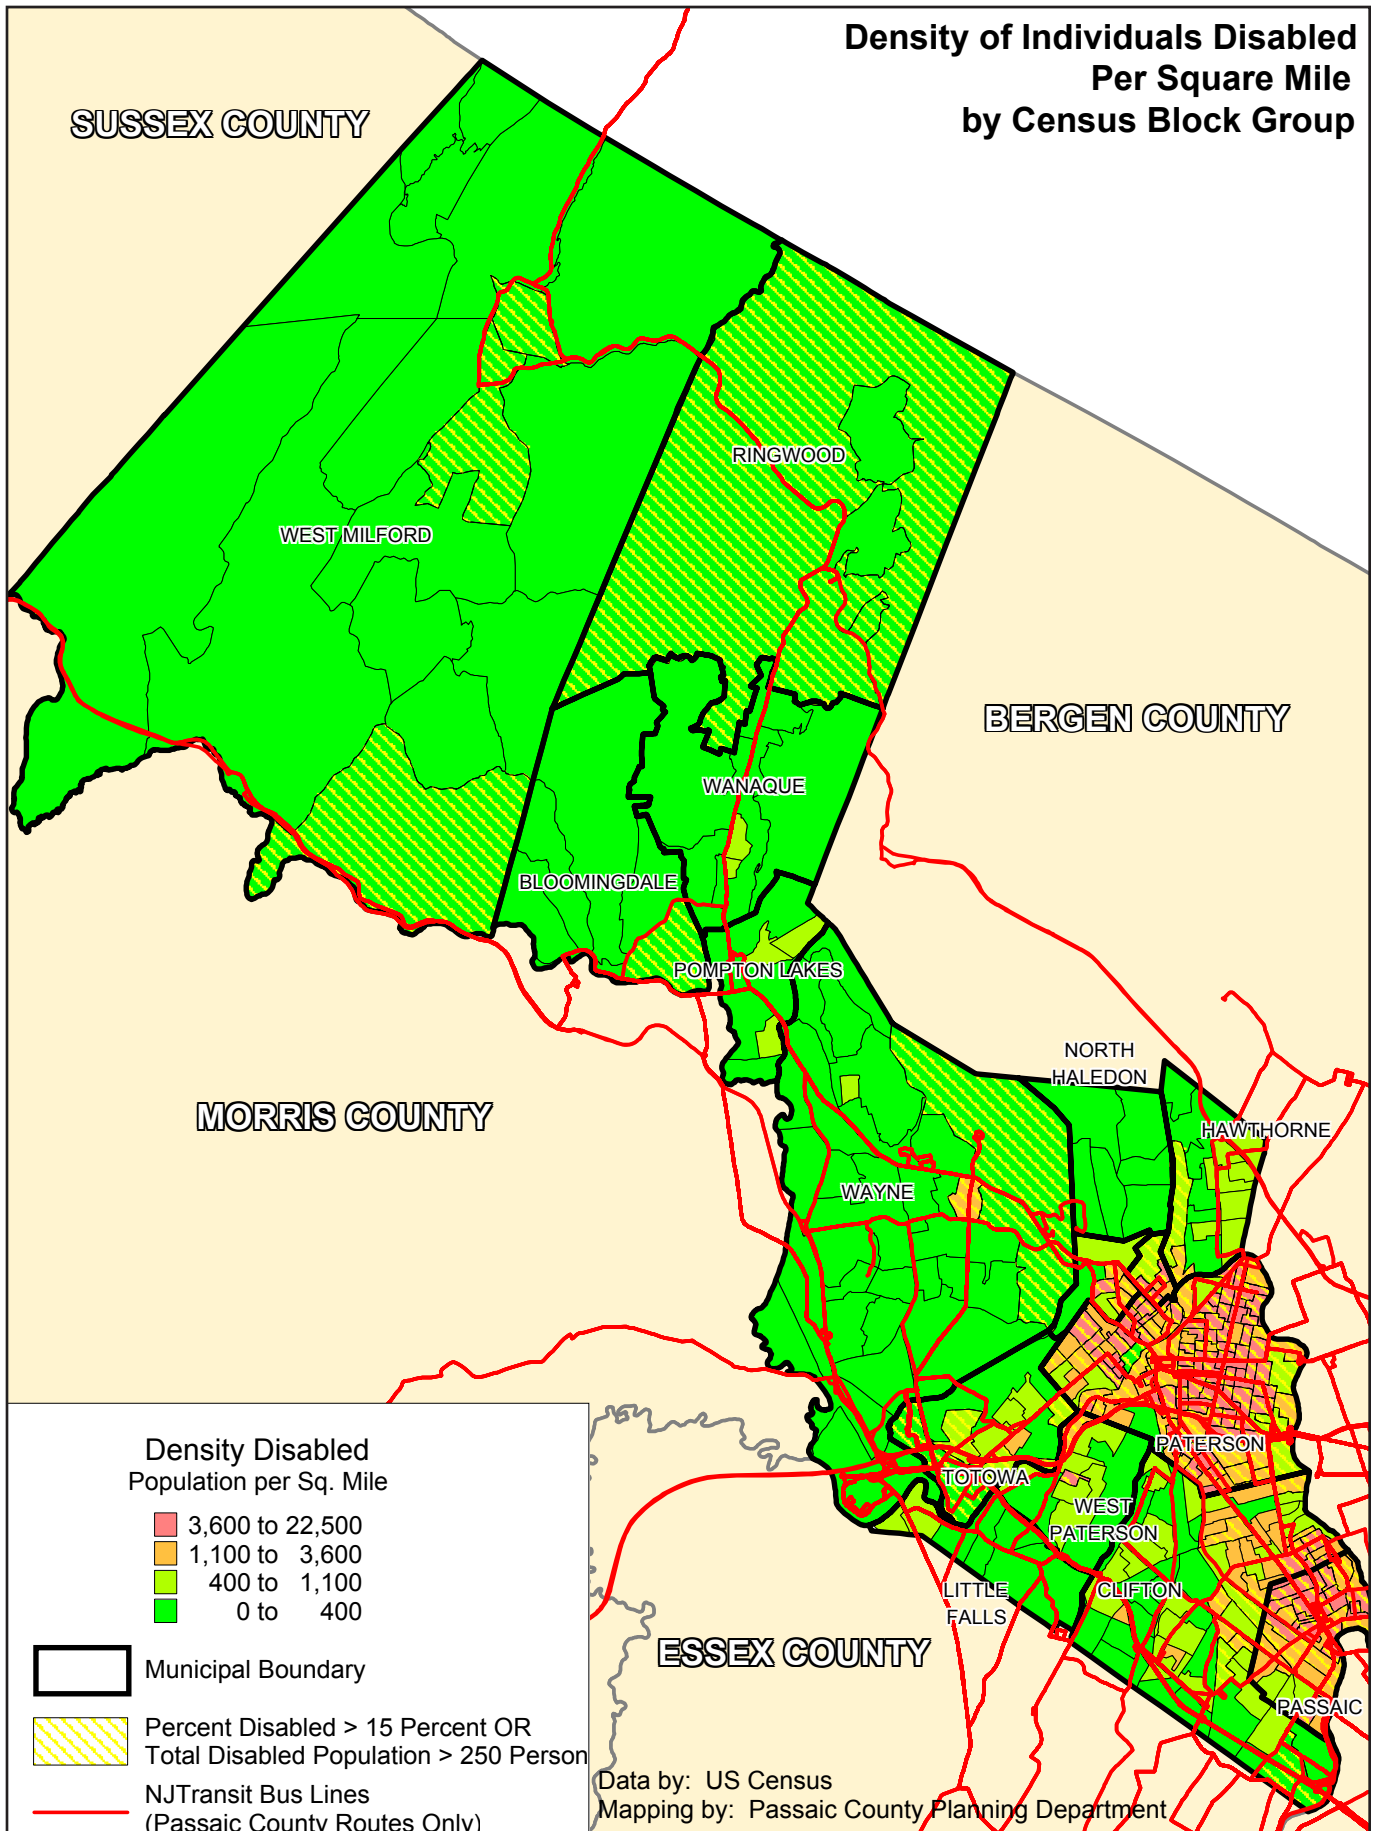 Density of Individuals Disabled
Per Square Mile
by Census Block Group
SUSSEX COUNTY
RINGWOOD
WEST MILFORD
BERGEN COUNTY
WANAQUE
BLOOMINGDALE
POMPTON LAKES
NORTH
HALEDON
MORRIS COUNTY
HAWTHORNE
WAYNE
PATERSON
TOTOWA
WEST
PATERSON
LITTLE
FALLS
CLIFTON
ESSEX COUNTY
PASSAIC
Density Disabled
Population per Sq. Mile
3,600 to 22,500
1,100 to 3,600
400 to 1,100
0 to 400
Municipal Boundary
Percent Disabled > 15 Percent OR
Total Disabled Population > 250 Person
NJTransit Bus Lines
(Passaic County Routes Only)
Data by: US Census
Mapping by: Passaic County Planning Department